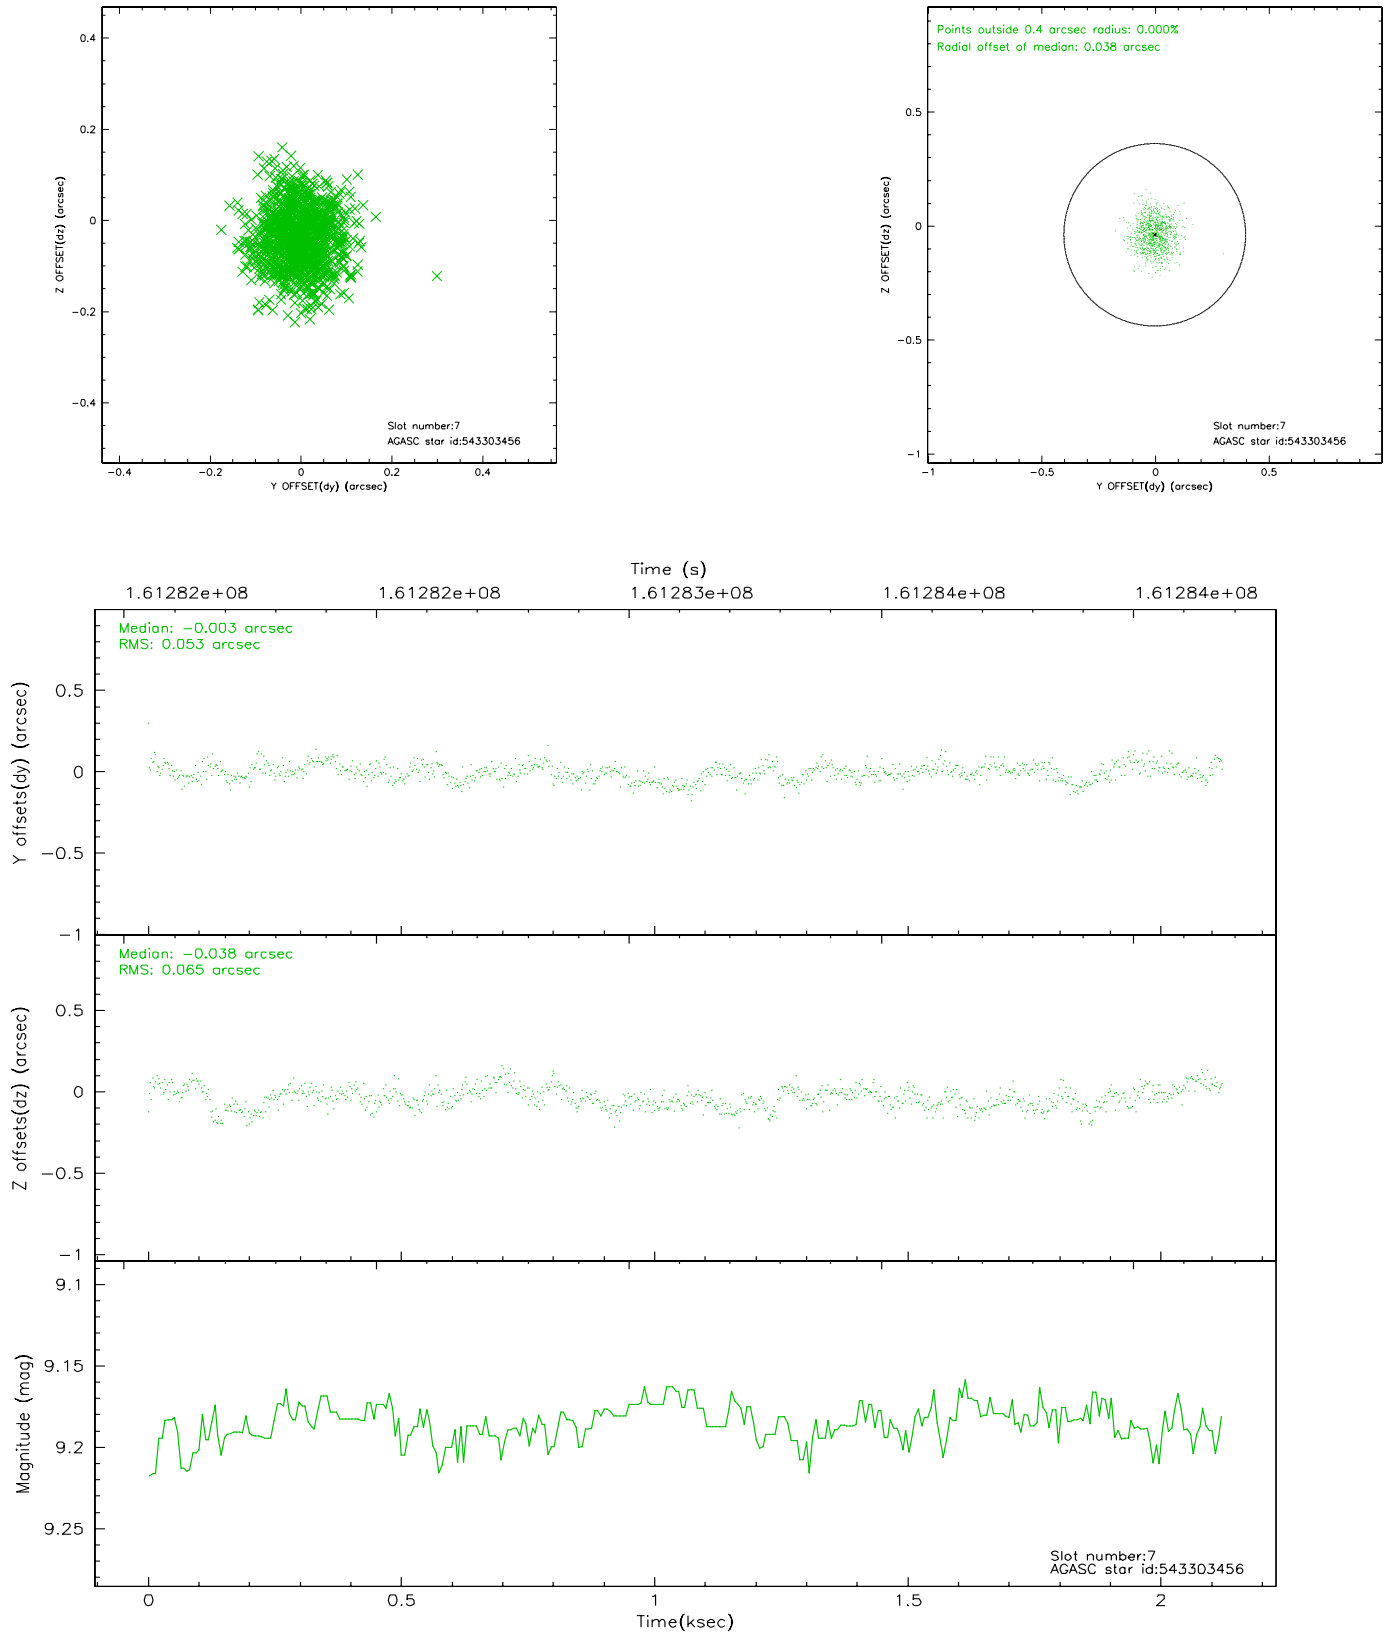 0.4
0.2
0
−0.2
−0.4
Z OFFSET(dz) (arcsec)
Slot number:7
AGASC star id:543303456
−0.4
−0.2
0
0.2
0.4
Y OFFSET(dy) (arcsec)
Points outside 0.4 arcsec radius: 0.000%
Radial offset of median: 0.038 arcsec
0.5
0
−0.5
−1
Z OFFSET(dz) (arcsec)
Slot number:7
AGASC star id:543303456
−1
−0.5
0
0.5
Y OFFSET(dy) (arcsec)
Time (s)
1.61282e+08
1.61282e+08
1.61283e+08
1.61284e+08
1.61284e+08
Median: −0.003 arcsec
RMS: 0.053 arcsec
0.5
0
−0.5
−1
Y offsets(dy) (arcsec)
Median: −0.038 arcsec
RMS: 0.065 arcsec
0.5
0
−0.5
−1
Z offsets(dz) (arcsec)
9.1
9.15
9.2
9.25
Magnitude (mag)
Slot number:7
AGASC star id:543303456
0
0.5
1
1.5
2
Time(ksec)